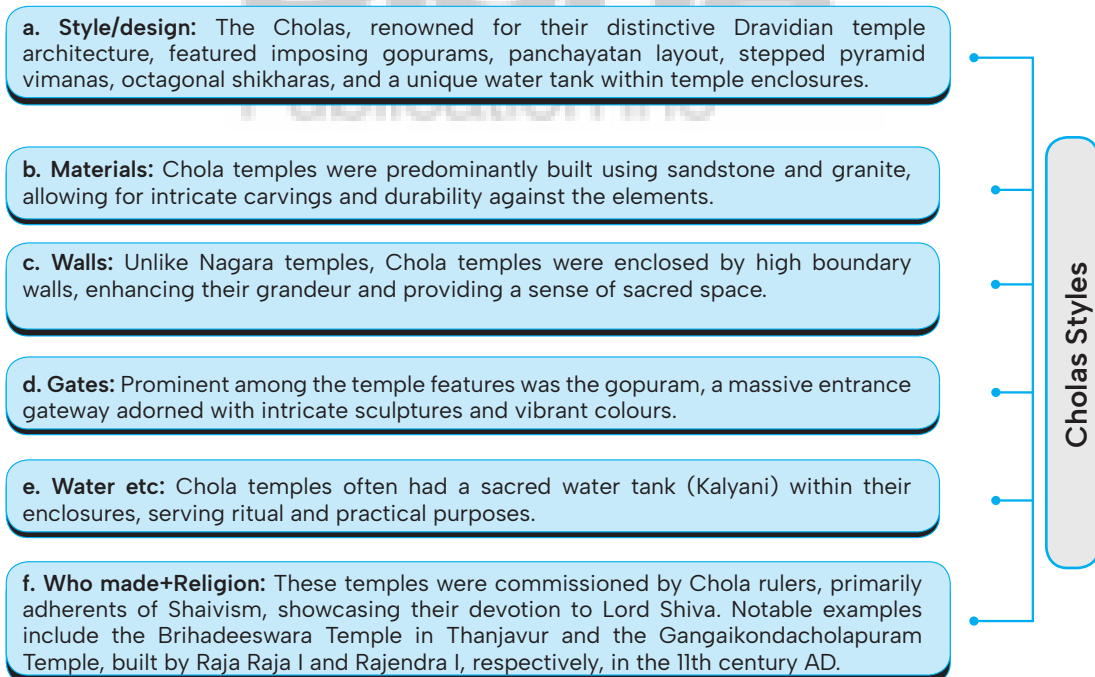 a. Style/design: The Cholas, renowned for their distinctive Dravidian temple
architecture, featured imposing gopurams, panchayatan layout, stepped pyramid
vimanas, octagonal shikharas, and a unique water tank within temple enclosures.
b. Materials: Chola temples were predominantly built using sandstone and granite,
allowing for intricate carvings and durability against the elements.
c. Walls: Unlike Nagara temples, Chola temples were enclosed by high boundary
walls, enhancing their grandeur and providing a sense of sacred space.
d. Gates: Prominent among the temple features was the gopuram, a massive entrance
gateway adorned with intricate sculptures and vibrant colours.
e. Water etc: Chola temples often had a sacred water tank (Kalyani) within their
enclosures, serving ritual and practical purposes.
f. Who made+Religion: These temples were commissioned by Chola rulers, primarily
adherents of Shaivism, showcasing their devotion to Lord Shiva. Notable examples
include the Brihadeeswara Temple in Thanjavur and the Gangaikondacholapuram
Temple, built by Raja Raja I and Rajendra I, respectively, in the 11th century AD.
Cholas Styles